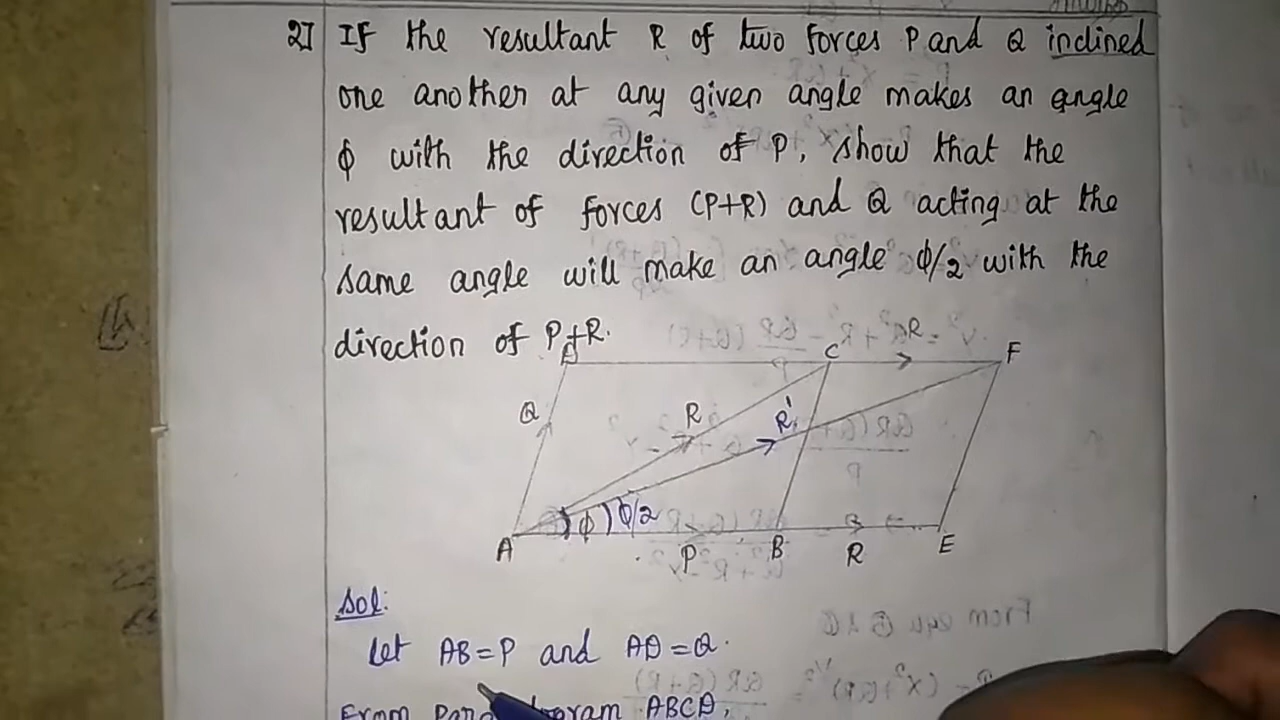 2] If the resultant R of two forces P and Q inclined
one another at any given angle makes an angle
ϕ with the direction of P, show that the
resultant of forces (P+R) and Q acting at the
same angle will make an angle ϕ/2 with the
direction of P+R.
D C R F
Q R R'
ϕ ϕ/2
A P B R E
Sol:
Let AB=P and AD=Q.
From ABCD,